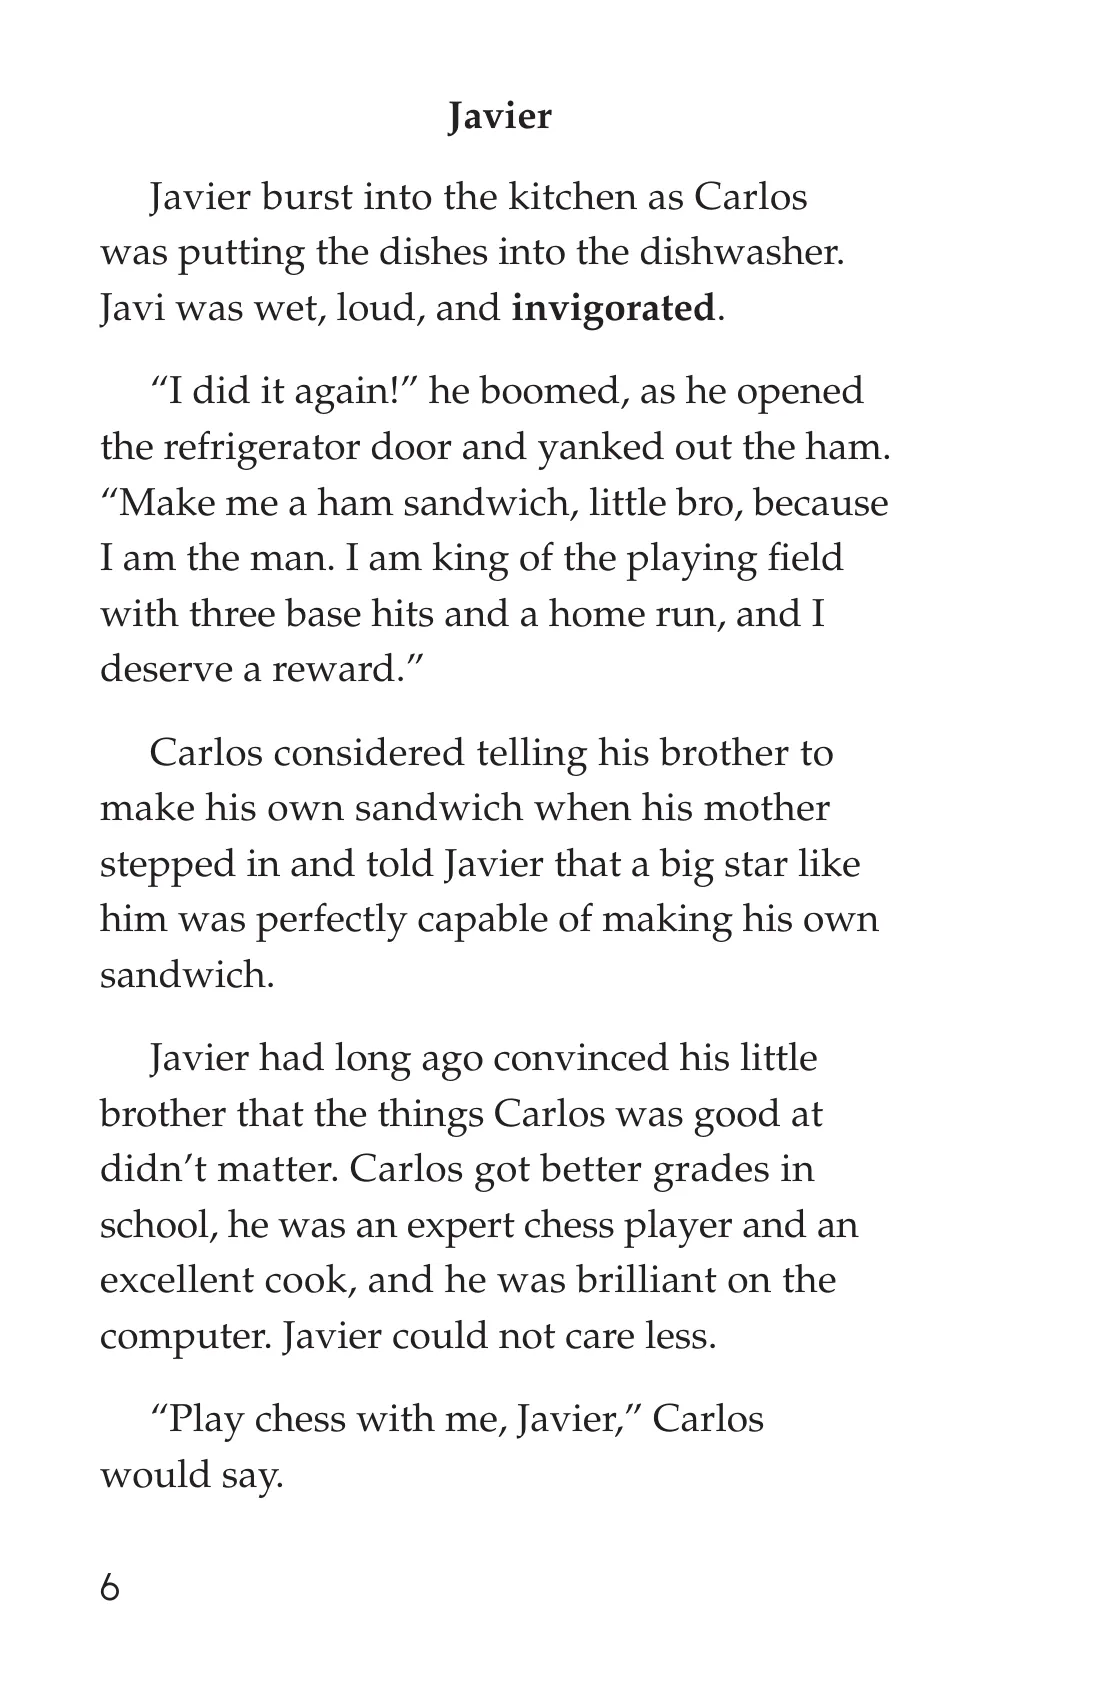 Javier
Javier burst into the kitchen as Carlos
was putting the dishes into the dishwasher.
Javi was wet, loud, and invigorated.
“I did it again!” he boomed, as he opened
the refrigerator door and yanked out the ham.
“Make me a ham sandwich, little bro, because
I am the man. I am king of the playing field
with three base hits and a home run, and I
deserve a reward.”
Carlos considered telling his brother to
make his own sandwich when his mother
stepped in and told Javier that a big star like
him was perfectly capable of making his own
sandwich.
Javier had long ago convinced his little
brother that the things Carlos was good at
didn’t matter. Carlos got better grades in
school, he was an expert chess player and an
excellent cook, and he was brilliant on the
computer. Javier could not care less.
“Play chess with me, Javier,” Carlos
would say.
6